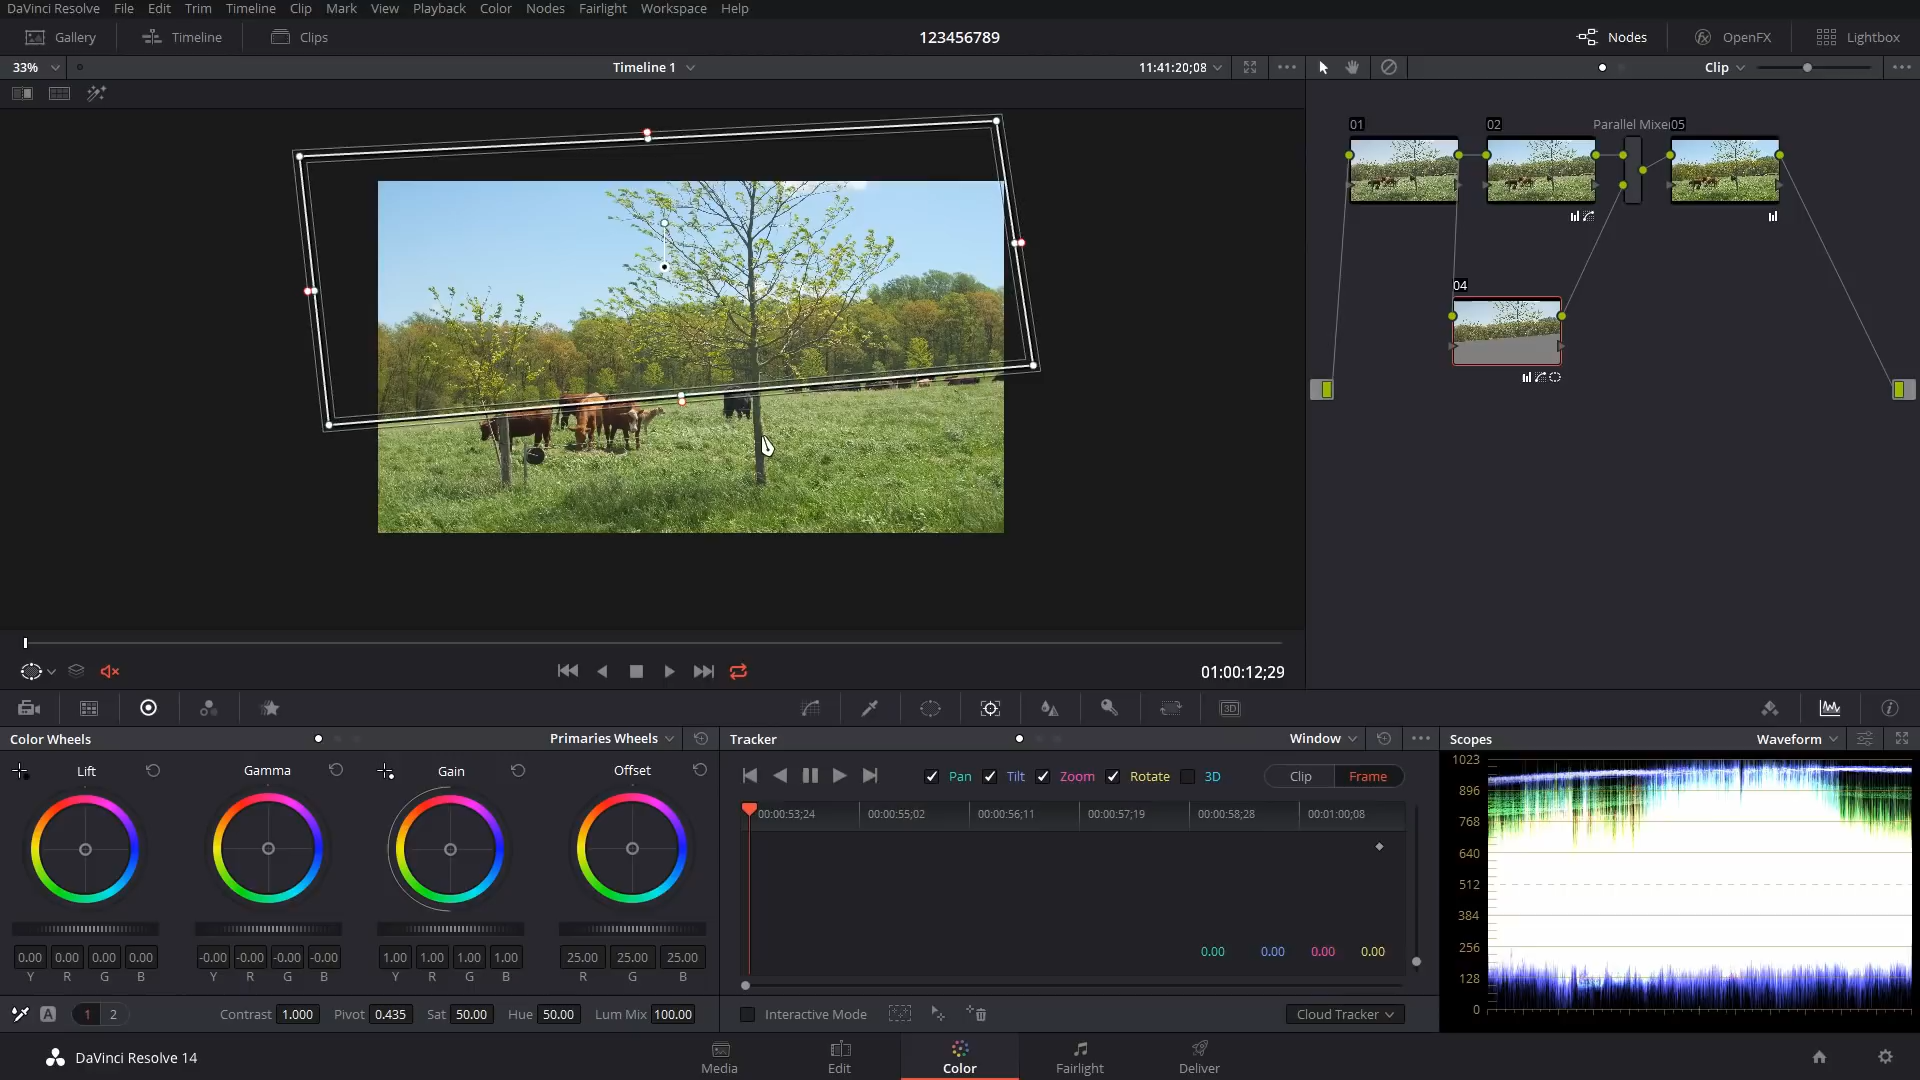 DaVinci Resolve File Edit Trim Timeline Clip Mark View Playback Color Nodes Fairlight Workspace Help
Gallery Timeline Clips 123456789 Nodes OpenFX Lightbox
33% Timeline 1 11:41:20;08 Clip
01 02 Parallel Mixe 05
04
01:00:12;29
3D
Color Wheels Primaries Wheels Tracker Window Scopes Waveform
Lift Gamma Gain Offset
Pan Tilt Zoom Rotate 3D Clip Frame
00:00:53;24 00:00:55;02 00:00:56;11 00:00:57;19 00:00:58;28 00:01:00;08
0.00 0.00 0.00 0.00
0.00 0.00 0.00 0.00 -0.00 -0.00 -0.00 -0.00 1.00 1.00 1.00 1.00 25.00 25.00 25.00
Y R G B Y R G B Y R G B R G B
1023
896
768
640
512
384
256
128
0
A 1 2 Contrast 1.000 Pivot 0.435 Sat 50.00 Hue 50.00 Lum Mix 100.00
Interactive Mode Cloud Tracker
DaVinci Resolve 14 Media Edit Color Fairlight Deliver